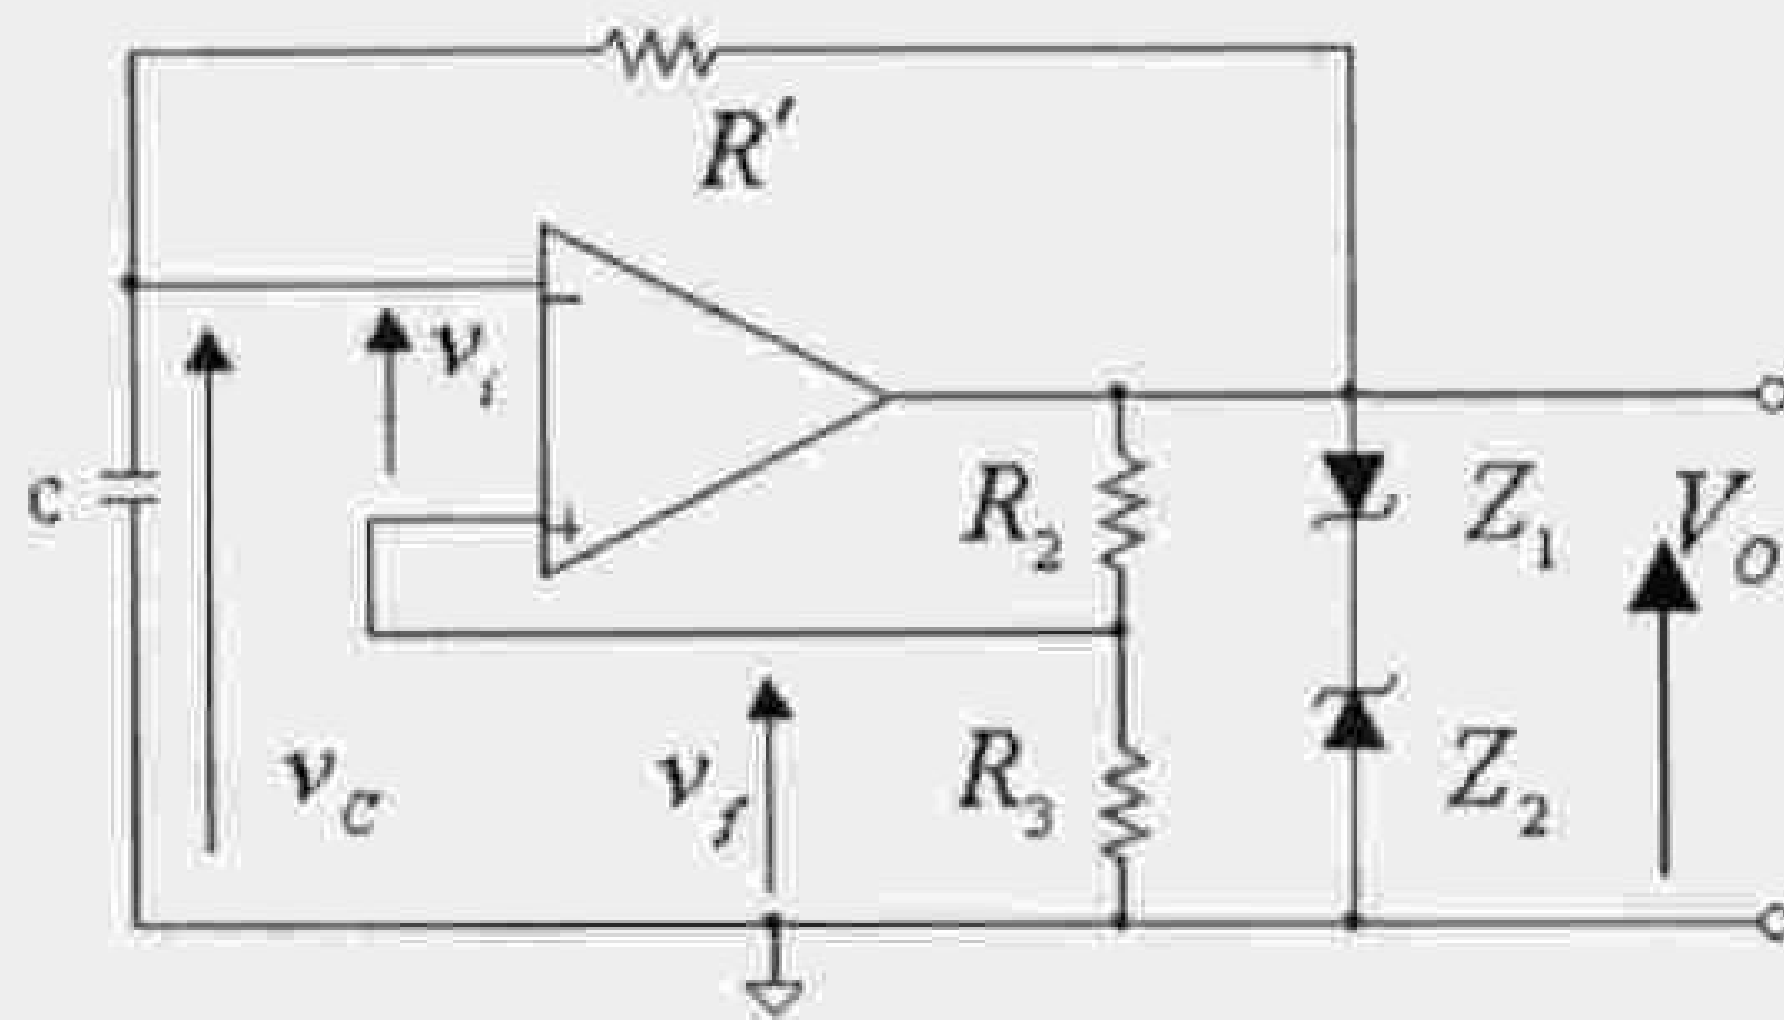 R'
−
v_i
c
+
R_2
Z_1
V_O
v_C
v_f
R_3
Z_2